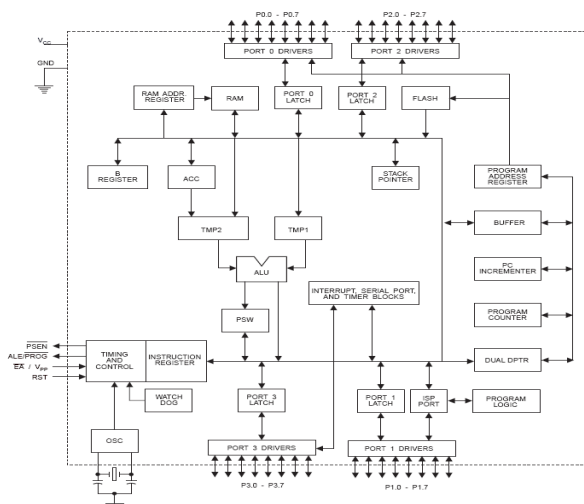 P0.0 - P0.7
P2.0 - P2.7
VCC
PORT 0 DRIVERS
PORT 2 DRIVERS
GND
RAM ADDR.
REGISTER
RAM
PORT 0
LATCH
PORT 2
LATCH
FLASH
B
REGISTER
ACC
STACK
POINTER
PROGRAM
ADDRESS
REGISTER
BUFFER
TMP2
TMP1
ALU
PC
INCREMENTER
INTERRUPT, SERIAL PORT,
AND TIMER BLOCKS
PSW
PROGRAM
COUNTER
PSEN
ALE/PROG
EA / VPP
RST
TIMING
AND
CONTROL
INSTRUCTION
REGISTER
DUAL DPTR
WATCH
DOG
PORT 3
LATCH
PORT 1
LATCH
ISP
PORT
PROGRAM
LOGIC
OSC
PORT 3 DRIVERS
PORT 1 DRIVERS
P3.0 - P3.7
P1.0 - P1.7